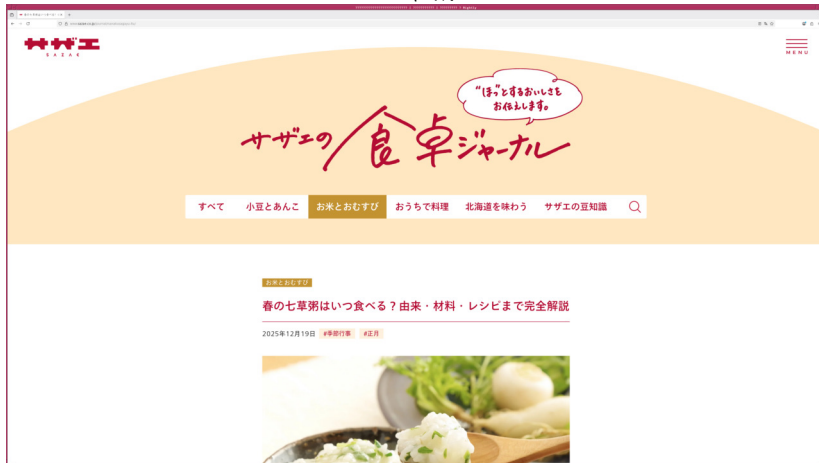 サザエ
SAZAE
MENU
“ほっ”とするおいしさを
お伝えします。
サザエの食卓ジャーナル
すべて
小豆とあんこ
お米とおむすび
おうちで料理
北海道を味わう
サザエの豆知識
お米とおむすび
春の七草粥はいつ食べる？由来・材料・レシピまで完全解説
2025年12月19日 #季節行事 #正月